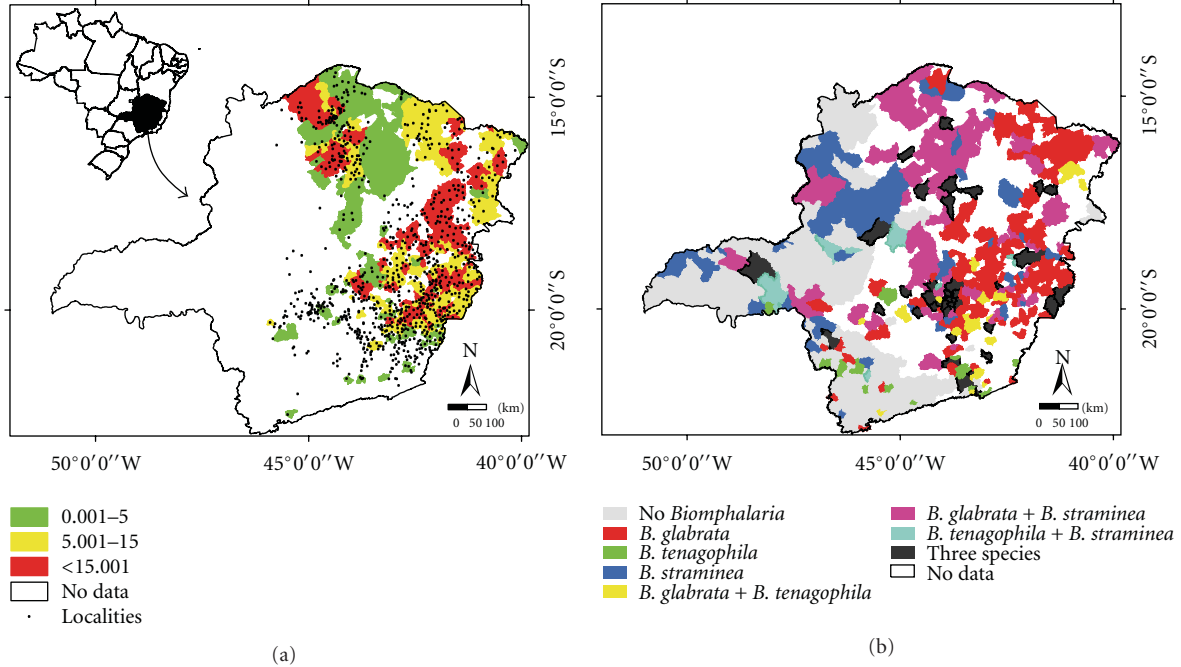 15°0′0′′S
20°0′0′′S
N
(km)
0 50 100
50°0′0′′W
45°0′0′′W
40°0′0′′W
0.001–5
5.001–15
<15.001
No data
Localities
(a)
15°0′0′′S
20°0′0′′S
N
(km)
0 50 100
50°0′0′′W
45°0′0′′W
40°0′0′′W
No Biomphalaria
B. glabrata
B. tenagophila
B. straminea
B. glabrata + B. tenagophila
B. glabrata + B. straminea
B. tenagophila + B. straminea
Three species
No data
(b)